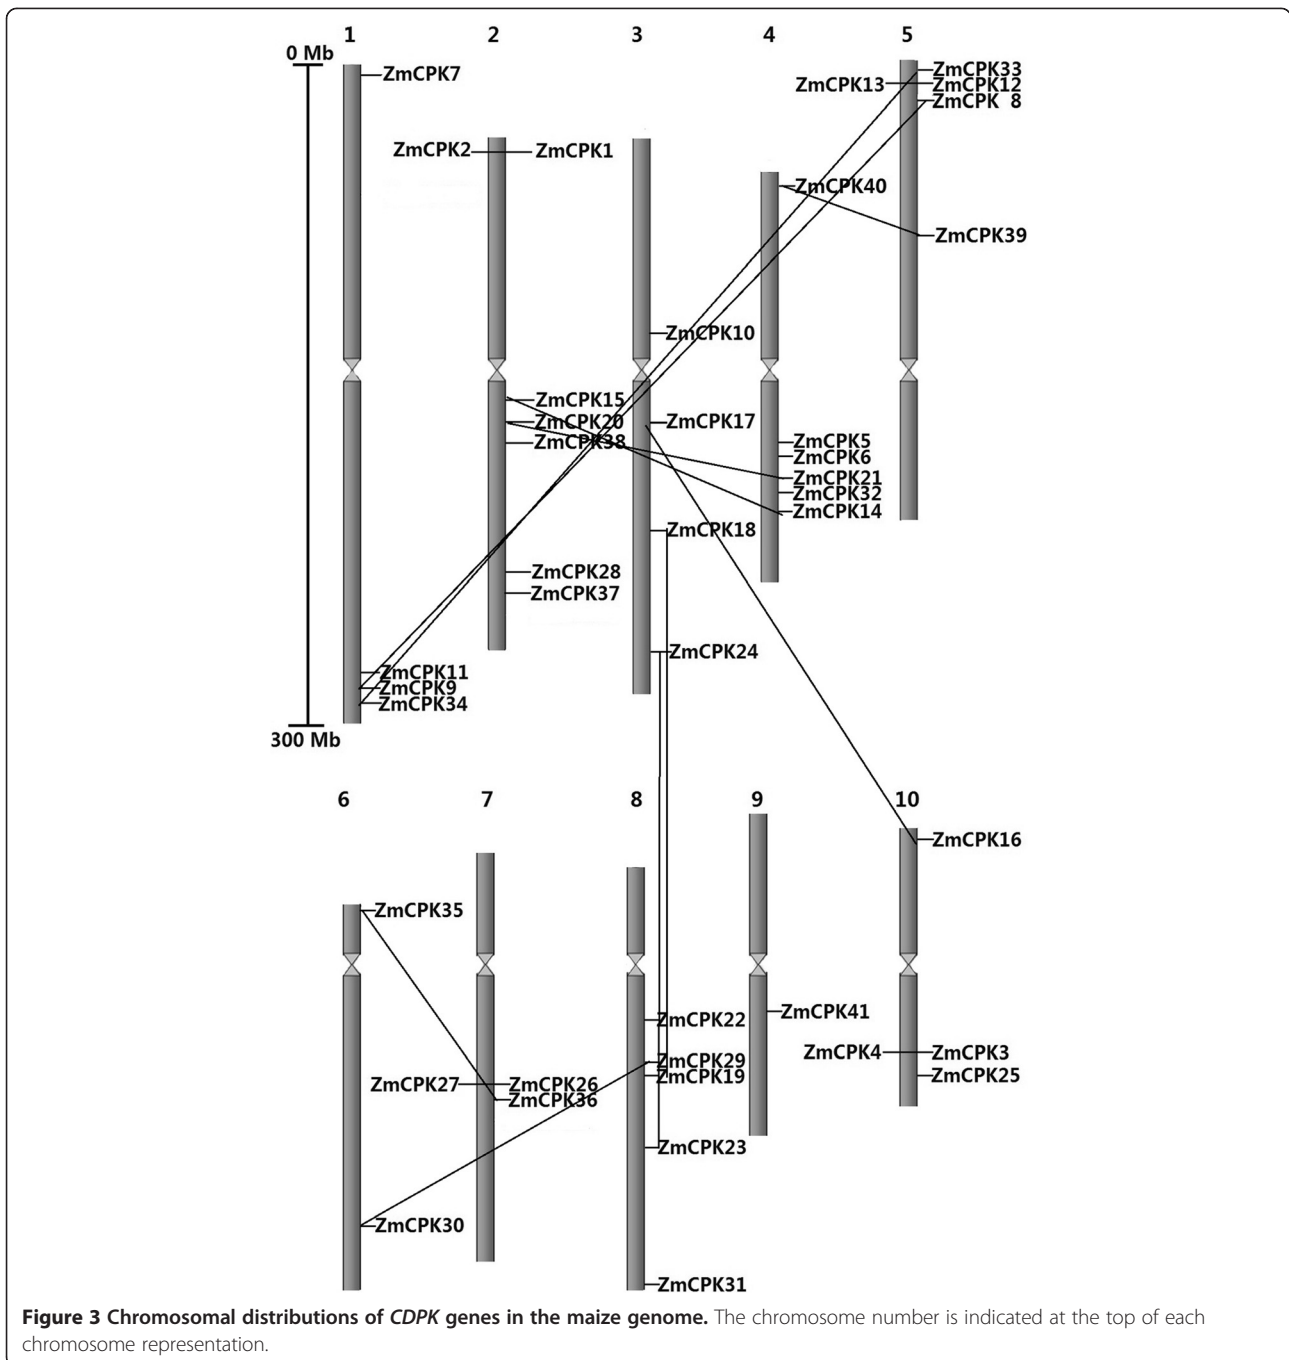 1 2 3 4 5
0 Mb
ZmCPK7
ZmCPK33
ZmCPK13 ZmCPK12
ZmCPK 8
ZmCPK2 ZmCPK1
ZmCPK40
ZmCPK39
ZmCPK10
ZmCPK15
ZmCPK20 ZmCPK17
ZmCPK38 ZmCPK5
ZmCPK6
ZmCPK21
ZmCPK32
ZmCPK14
ZmCPK18
ZmCPK28
ZmCPK37
ZmCPK24
ZmCPK11
ZmCPK9
ZmCPK34
300 Mb
6 7 8 9 10
ZmCPK16
ZmCPK35
ZmCPK41
ZmCPK22
ZmCPK4 ZmCPK3
ZmCPK29
ZmCPK19 ZmCPK25
ZmCPK27 ZmCPK26
ZmCPK36
ZmCPK23
ZmCPK30
ZmCPK31
Figure 3 Chromosomal distributions of CDPK genes in the maize genome. The chromosome number is indicated at the top of each
chromosome representation.